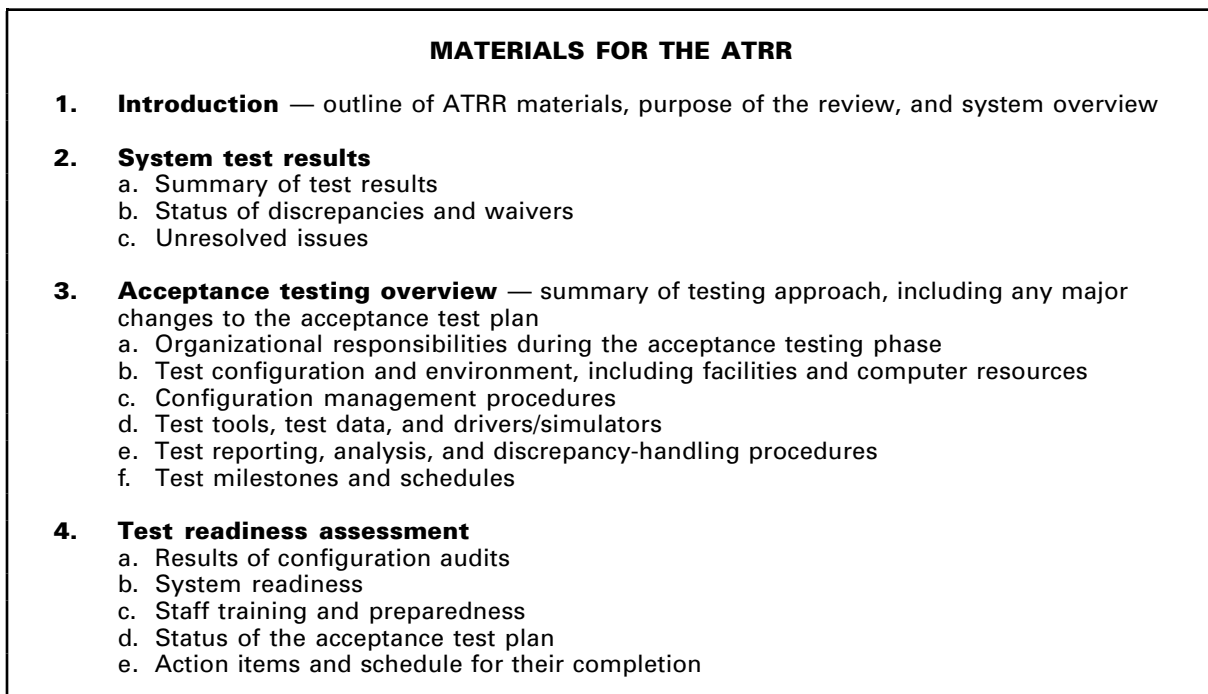 MATERIALS FOR THE ATRR
1. Introduction — outline of ATRR materials, purpose of the review, and system overview
2. System test results
a. Summary of test results
b. Status of discrepancies and waivers
c. Unresolved issues
3. Acceptance testing overview — summary of testing approach, including any major
changes to the acceptance test plan
a. Organizational responsibilities during the acceptance testing phase
b. Test configuration and environment, including facilities and computer resources
c. Configuration management procedures
d. Test tools, test data, and drivers/simulators
e. Test reporting, analysis, and discrepancy-handling procedures
f. Test milestones and schedules
4. Test readiness assessment
a. Results of configuration audits
b. System readiness
c. Staff training and preparedness
d. Status of the acceptance test plan
e. Action items and schedule for their completion